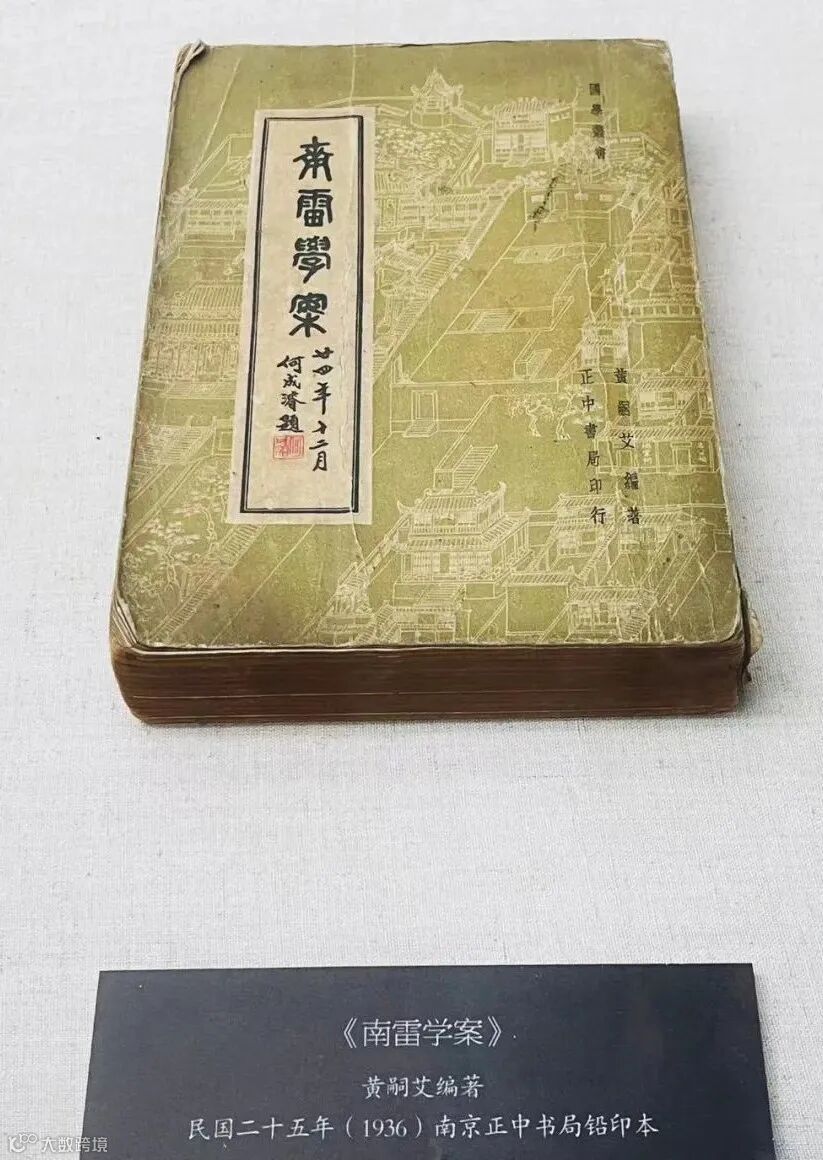 國學叢書
南雷學案
廿四年十二月
何成濬題
黃嗣艾編著
正中書局印行
《南雷学案》
黄嗣艾编著
民国二十五年（1936）南京正中书局铅印本
大数跨境